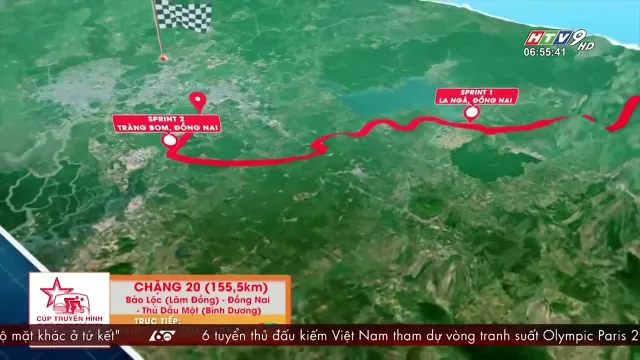 HTV9 HD
06:55:41
SPRINT 1
LA NGÀ, ĐỒNG NAI
SPRINT 2
TRẢNG BOM, ĐỒNG NAI
CHẶNG 20 (155,5km)
Bảo Lộc (Lâm Đồng) - Đồng Nai
- Thủ Dầu Một (Bình Dương)
TRỰC TIẾP:
CÚP TRUYỀN HÌNH
mặt khác ở tứ kết" 60 6 tuyển thủ đấu kiếm Việt Nam tham dự vòng tranh suất Olympic Paris 2